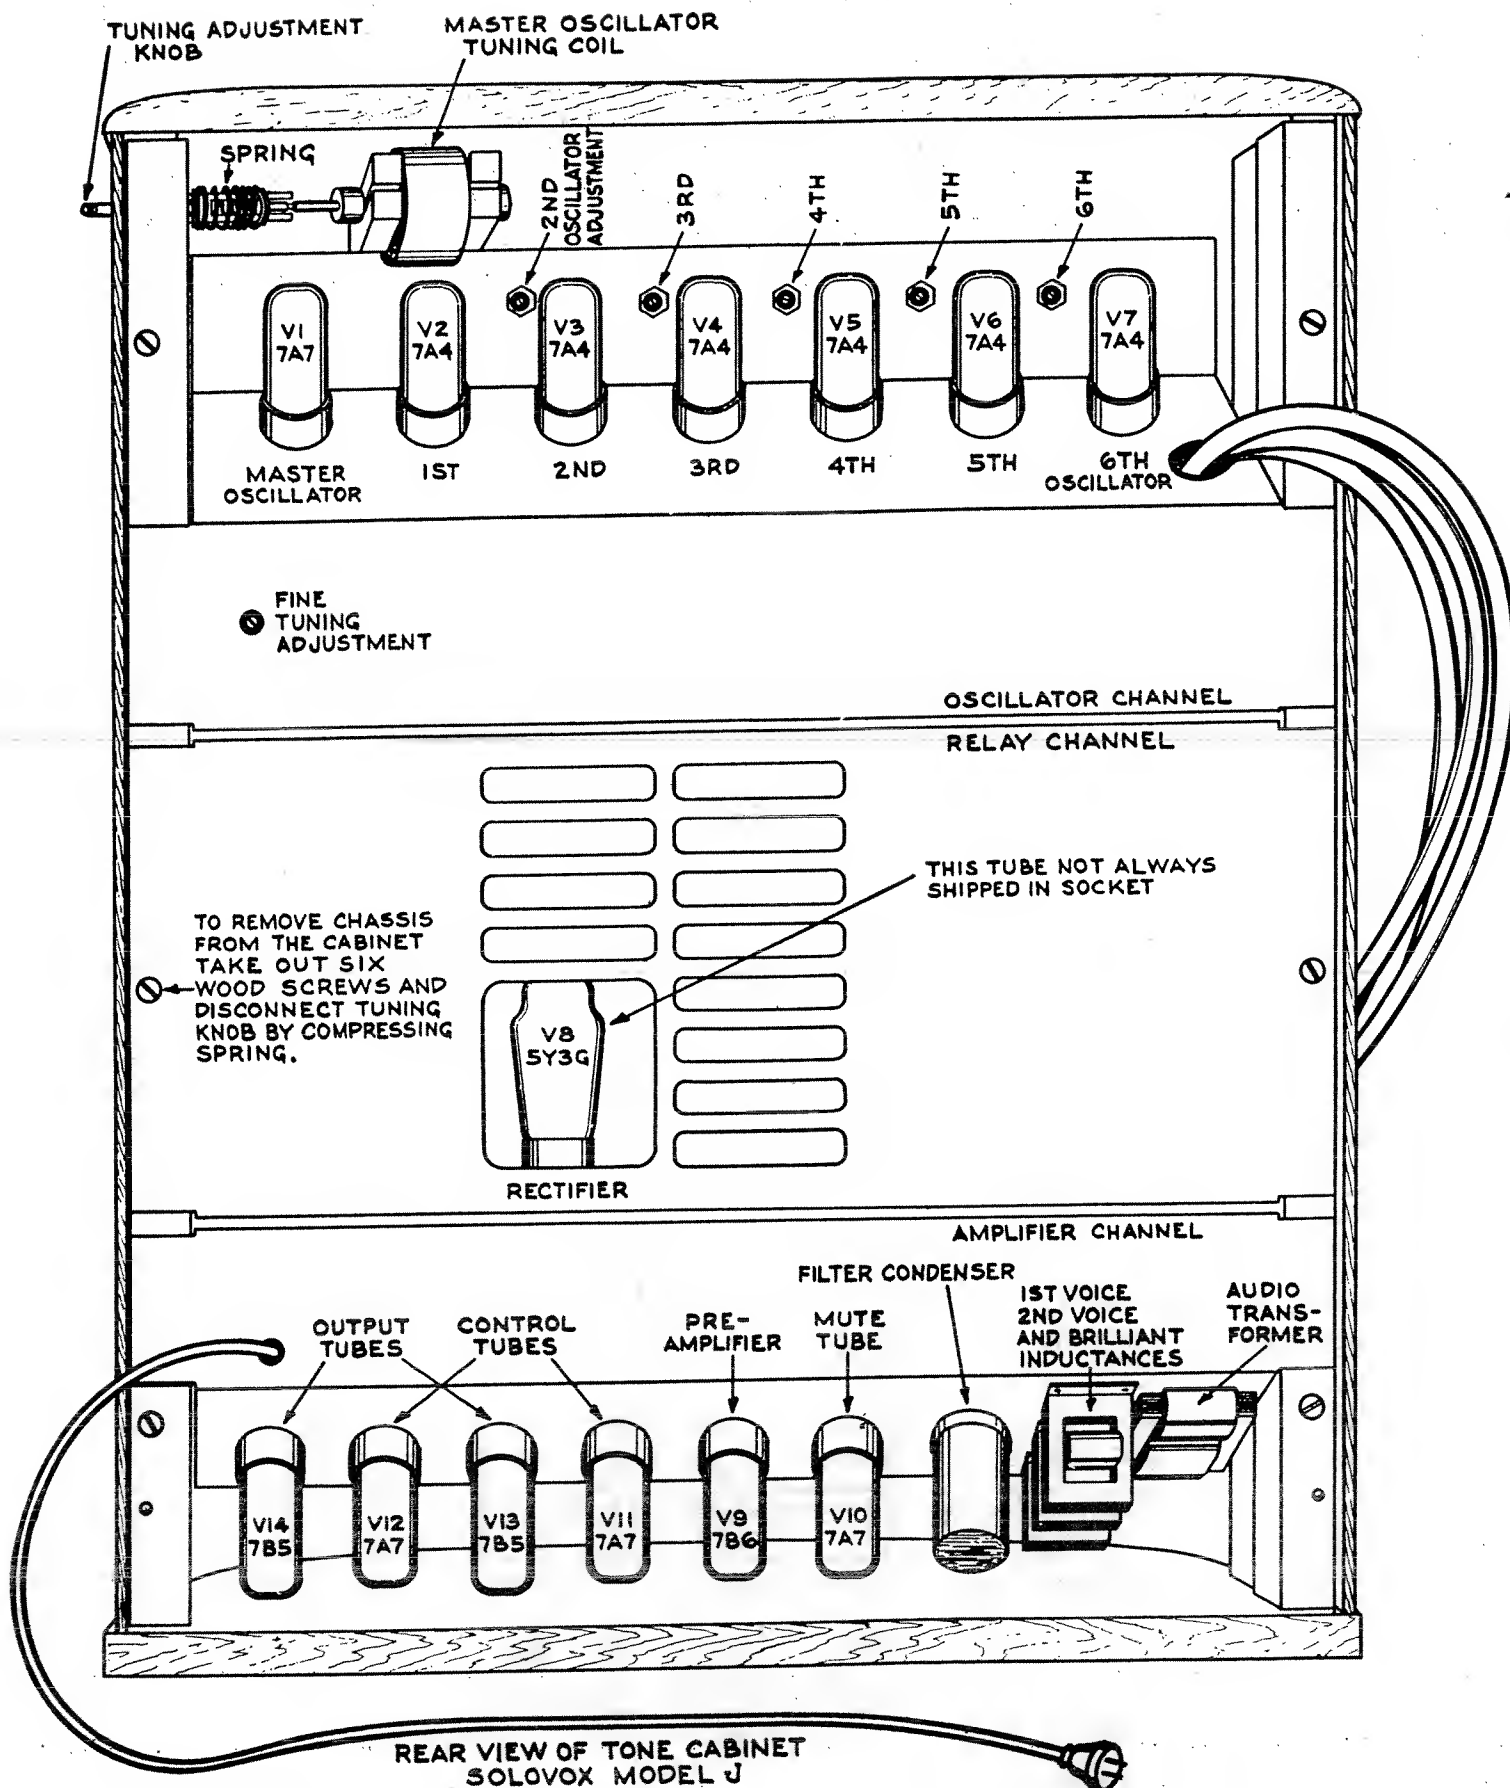 TUNING ADJUSTMENT
KNOB
MASTER OSCILLATOR
TUNING COIL
SPRING
2ND
OSCILLATOR
ADJUSTMENT
3RD
4TH
5TH
6TH
V1
7A7
V2
7A4
V3
7A4
V4
7A4
V5
7A4
V6
7A4
V7
7A4
MASTER
OSCILLATOR
1ST
2ND
3RD
4TH
5TH
6TH
OSCILLATOR
FINE
TUNING
ADJUSTMENT
OSCILLATOR CHANNEL
RELAY CHANNEL
THIS TUBE NOT ALWAYS
SHIPPED IN SOCKET
TO REMOVE CHASSIS
FROM THE CABINET
TAKE OUT SIX
WOOD SCREWS AND
DISCONNECT TUNING
KNOB BY COMPRESSING
SPRING.
V8
5Y3G
RECTIFIER
AMPLIFIER CHANNEL
FILTER CONDENSER
OUTPUT
TUBES
CONTROL
TUBES
PRE-
AMPLIFIER
MUTE
TUBE
1ST VOICE
2ND VOICE
AND BRILLIANT
INDUCTANCES
AUDIO
TRANS-
FORMER
V14
7B5
V12
7A7
V13
7B5
V11
7A7
V9
7B6
V10
7A7
REAR VIEW OF TONE CABINET
SOLOVOX MODEL J